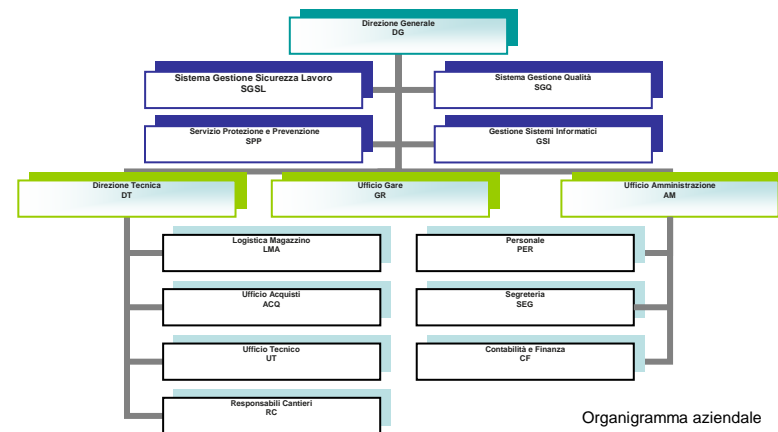 Direzione Generale
DG
Sistema Gestione Sicurezza Lavoro
SGSL
Sistema Gestione Qualità
SGQ
Servizio Protezione e Prevenzione
SPP
Gestione Sistemi Informatici
GSI
Direzione Tecnica
DT
Ufficio Gare
GR
Ufficio Amministrazione
AM
Logistica Magazzino
LMA
Personale
PER
Ufficio Acquisti
ACQ
Segreteria
SEG
Ufficio Tecnico
UT
Contabilità e Finanza
CF
Responsabili Cantieri
RC
Organigramma aziendale